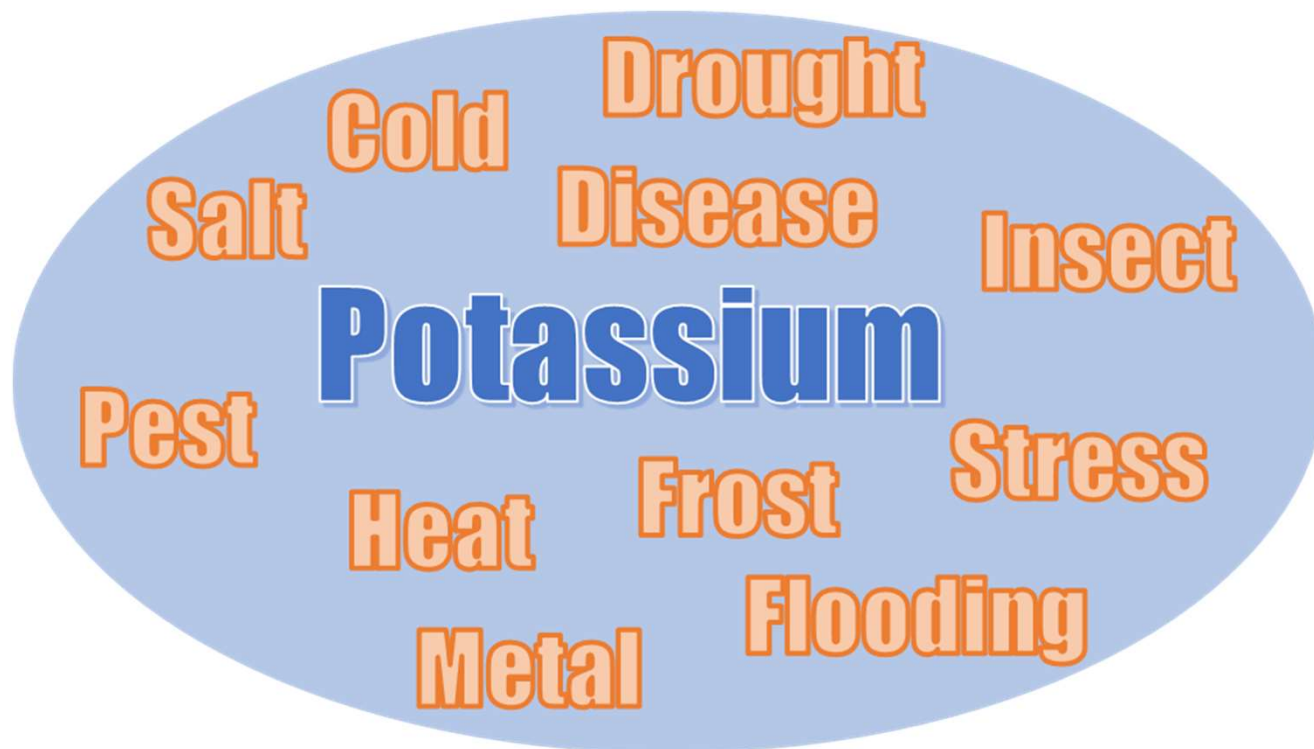 Drought
Cold
Disease
Salt
Insect
Potassium
Pest
Stress
Frost
Heat
Flooding
Metal